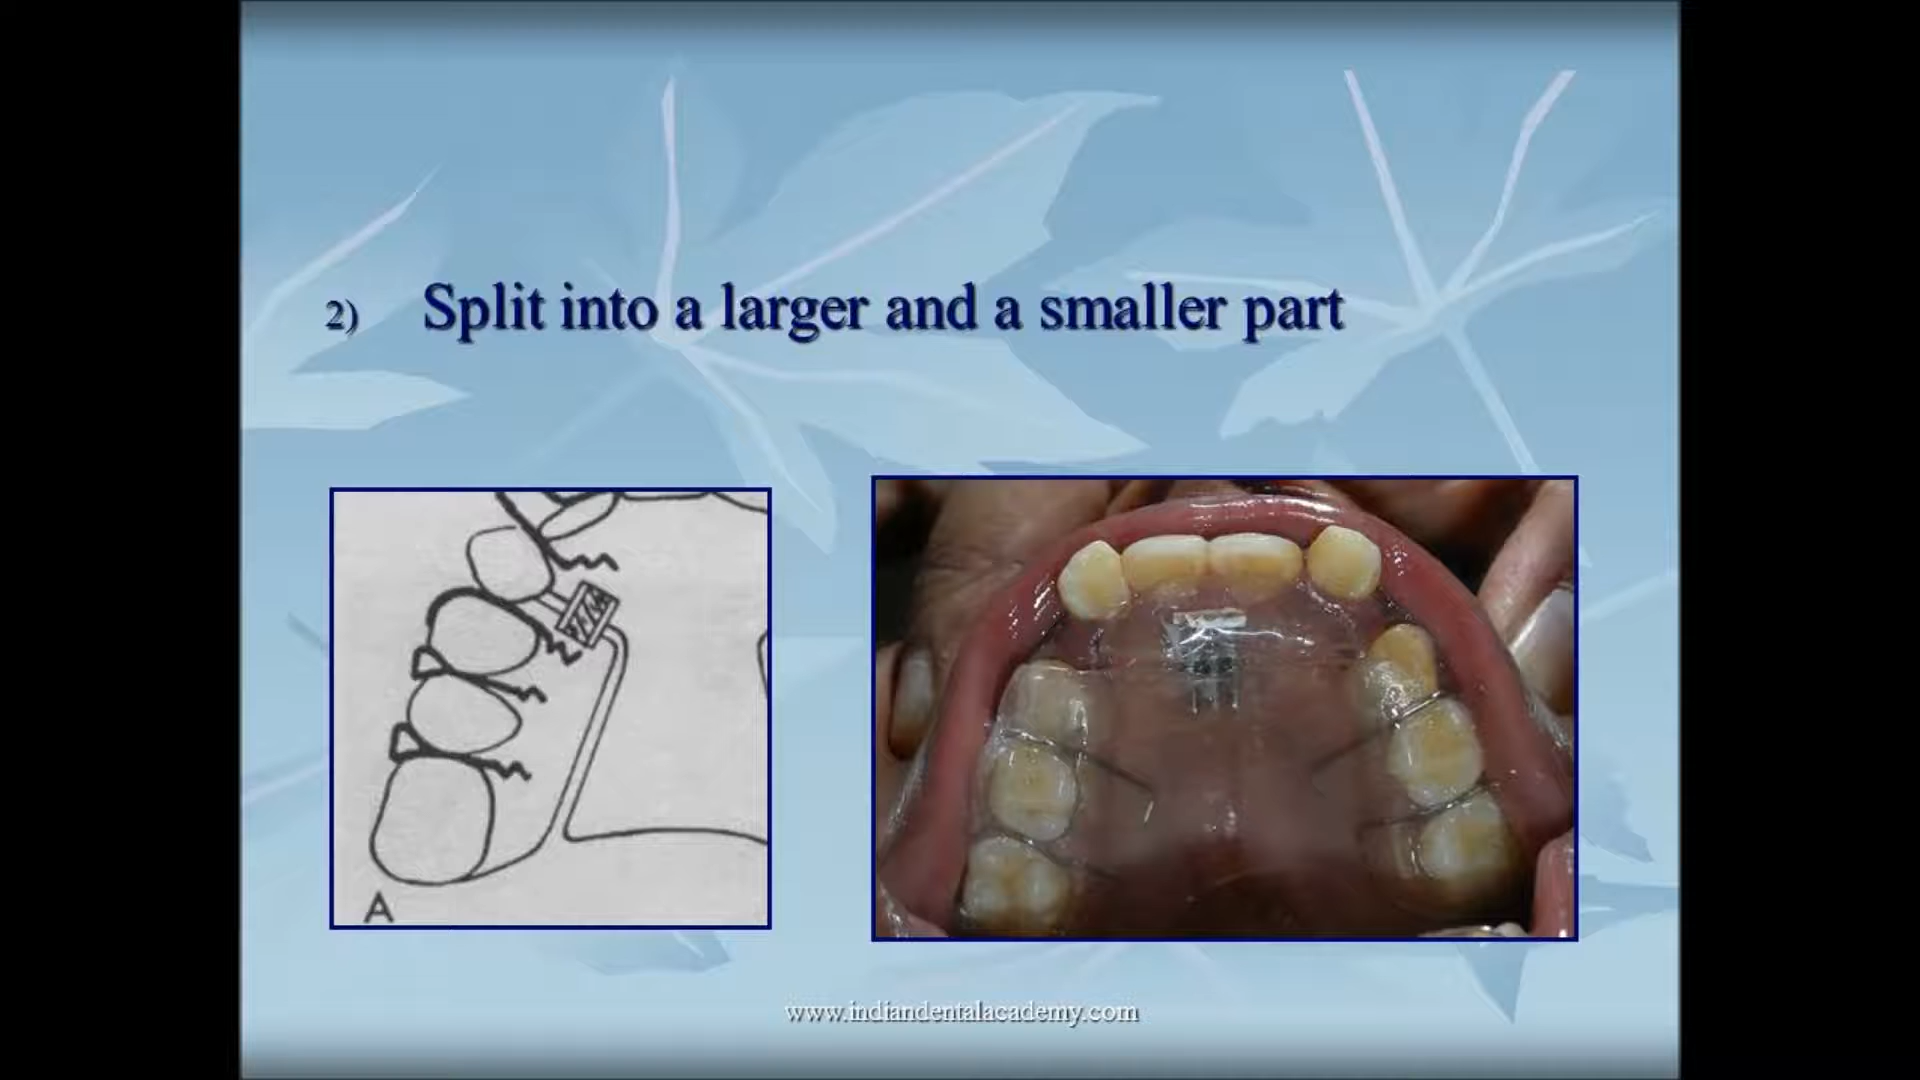 2) Split into a larger and a smaller part
A
www.indiandentalacademy.com